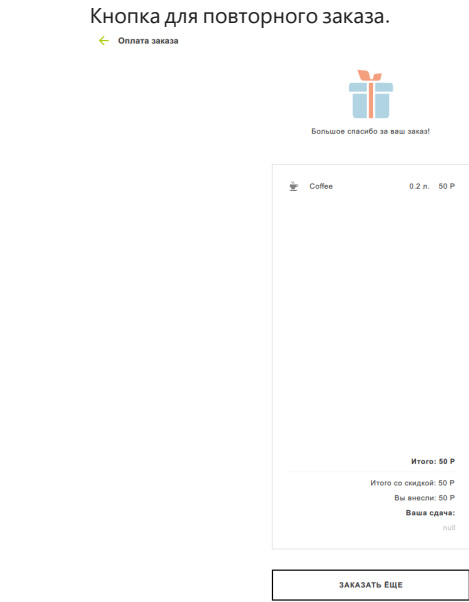 Кнопка для повторного заказа.
Оплата заказа
Большое спасибо за ваш заказ!
Coffee 0.2 л. 50 Р
Итого: 50 Р
Итого со скидкой: 50 Р
Вы внесли: 50 Р
Ваша сдача:
null
ЗАКАЗАТЬ ЁЩЕ